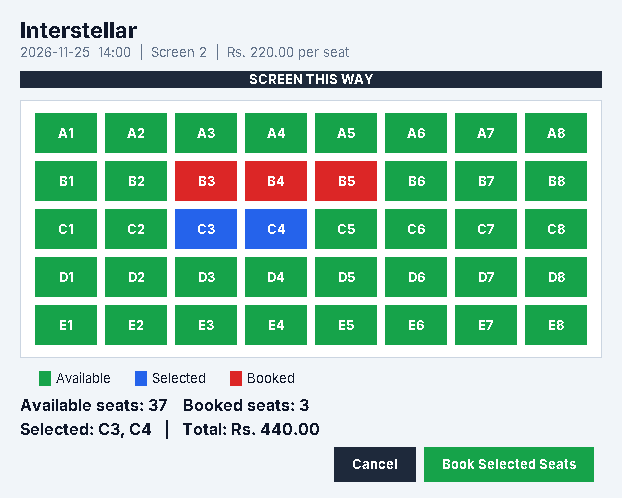 Interstellar
2026-11-25 14:00 | Screen 2 | Rs. 220.00 per seat
SCREEN THIS WAY
A1 A2 A3 A4 A5 A6 A7 A8
B1 B2 B3 B4 B5 B6 B7 B8
C1 C2 C3 C4 C5 C6 C7 C8
D1 D2 D3 D4 D5 D6 D7 D8
E1 E2 E3 E4 E5 E6 E7 E8
Available Selected Booked
Available seats: 37 Booked seats: 3
Selected: C3, C4 | Total: Rs. 440.00
Cancel Book Selected Seats